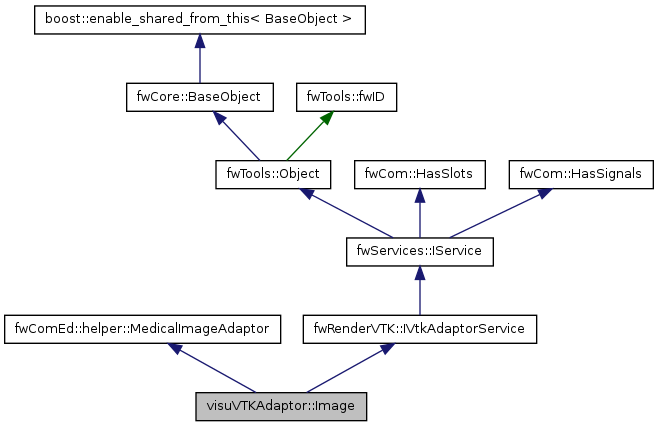 boost::enable_shared_from_this< BaseObject >
fwCore::BaseObject
fwTools::fwID
fwTools::Object
fwCom::HasSlots
fwCom::HasSignals
fwServices::IService
fwComEd::helper::MedicalImageAdaptor
fwRenderVTK::IVtkAdaptorService
visuVTKAdaptor::Image